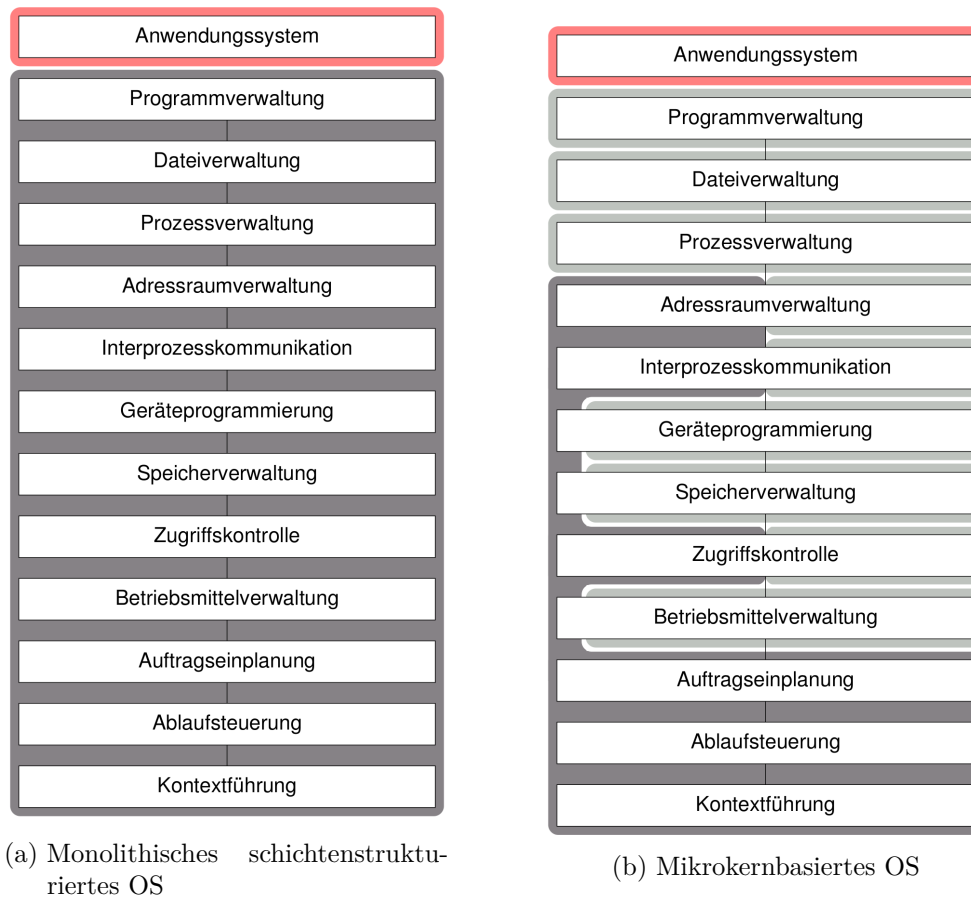 Anwendungssystem
Programmverwaltung
Dateiverwaltung
Prozessverwaltung
Adressraumverwaltung
Interprozesskommunikation
Geräteprogrammierung
Speicherverwaltung
Zugriffskontrolle
Betriebsmittelverwaltung
Auftragseinplanung
Ablaufsteuerung
Kontextführung
(a) Monolithisches schichtenstruktu-
riertes OS
Anwendungssystem
Programmverwaltung
Dateiverwaltung
Prozessverwaltung
Adressraumverwaltung
Interprozesskommunikation
Geräteprogrammierung
Speicherverwaltung
Zugriffskontrolle
Betriebsmittelverwaltung
Auftragseinplanung
Ablaufsteuerung
Kontextführung
(b) Mikrokernbasiertes OS